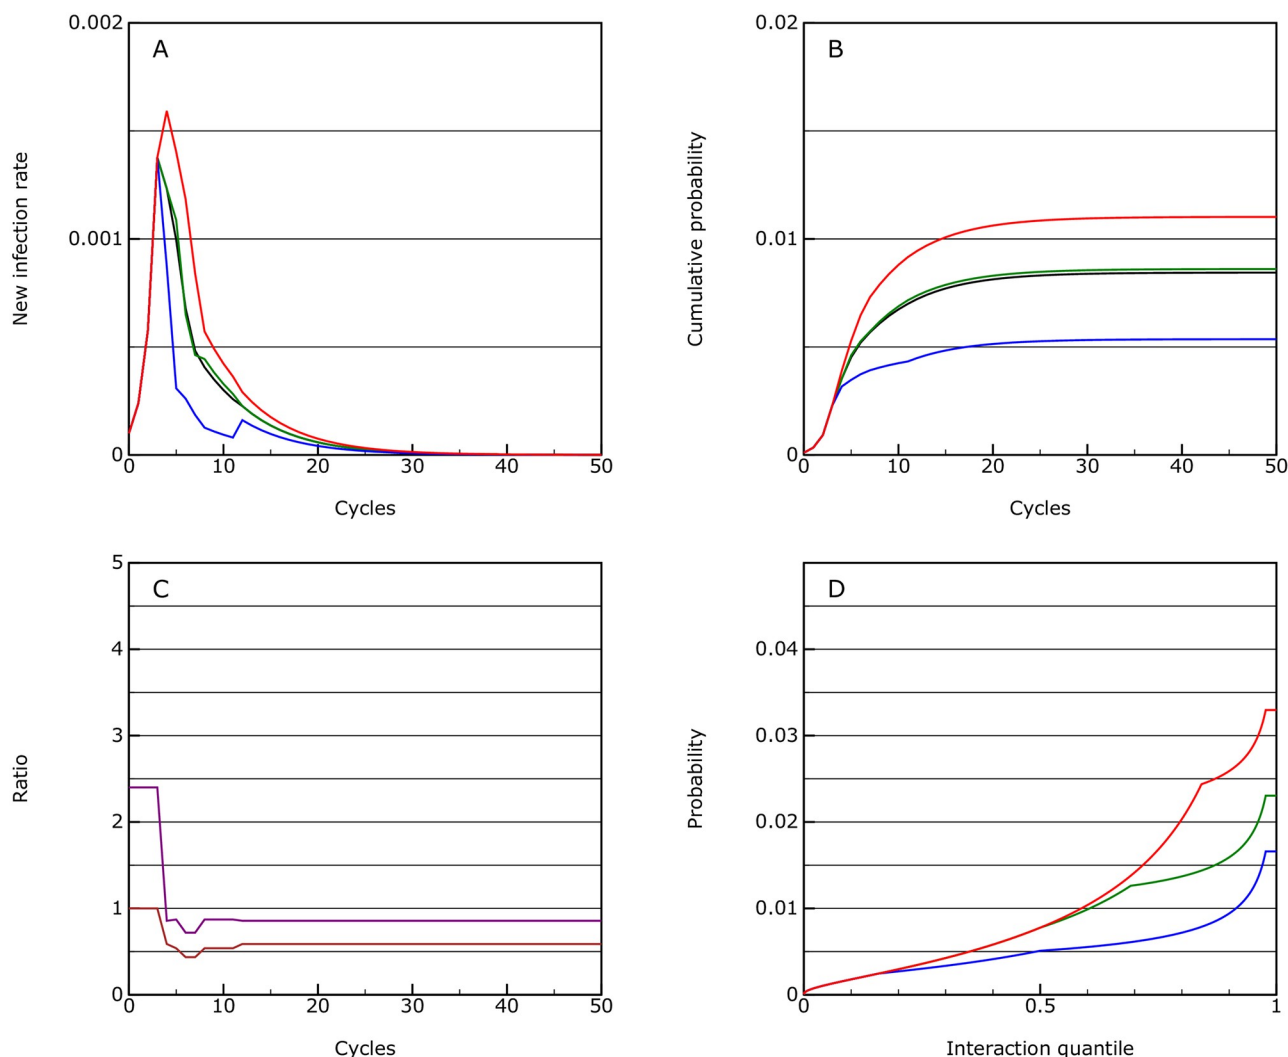 0.002
A
New infection rate
0.001
0
0 10 20 30 40 50
Cycles
0.02
B
Cumulative probability
0.01
0
0 10 20 30 40 50
Cycles
5
C
4
3
Ratio
2
1
0
0 10 20 30 40 50
Cycles
D
0.04
0.03
Probability
0.02
0.01
0
0 0.5 1
Interaction quantile